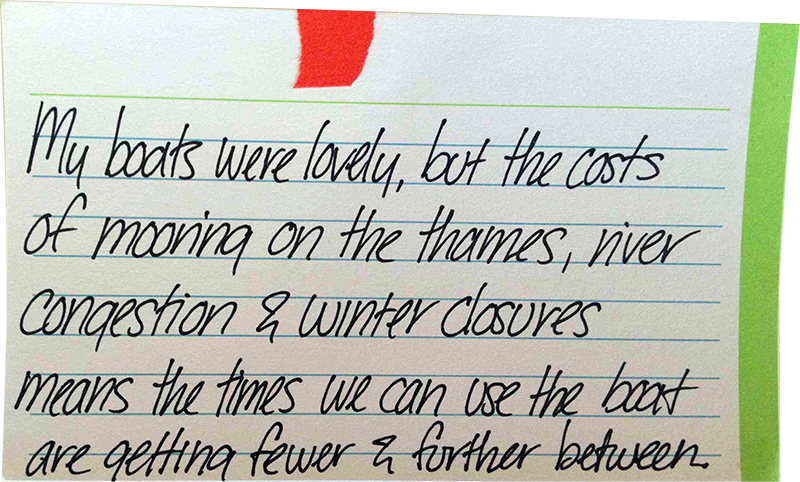 My boats were lovely, but the costs
of mooring on the thames, river
congestion & winter closures
means the times we can use the boat
are getting fewer & further between.